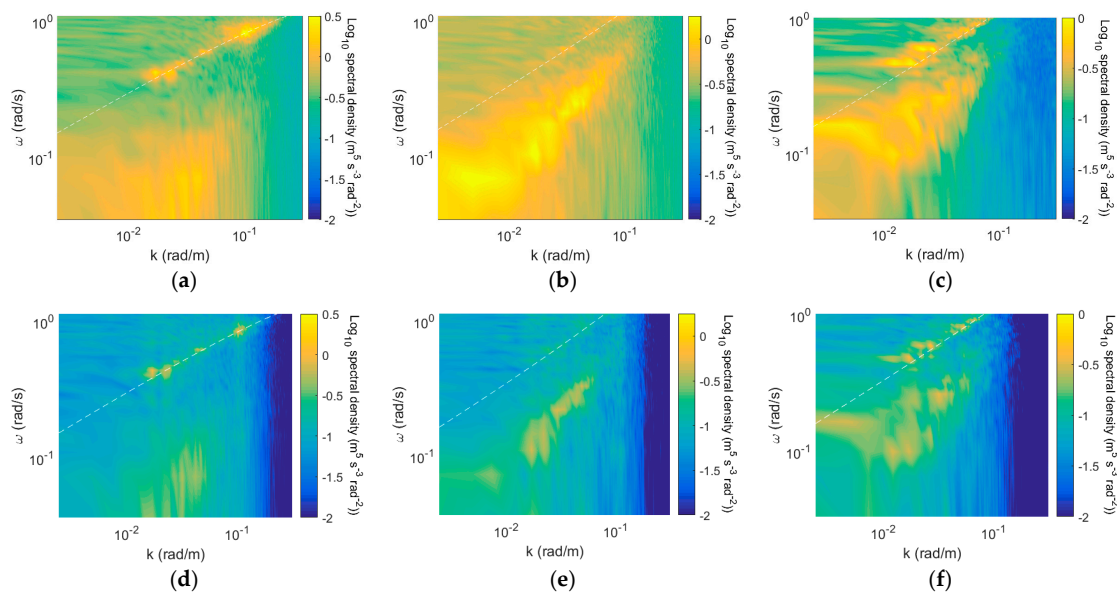 10^0
10^-1
ω (rad/s)
10^-2
10^-1
k (rad/m)
0.5
0
-0.5
-1
-1.5
-2
Log10 spectral density (m^5 s^-3 rad^-2))
(a)
10^0
10^-1
ω (rad/s)
10^-2
10^-1
k (rad/m)
0
-0.5
-1
-1.5
-2
Log10 spectral density (m^5 s^-3 rad^-2))
(b)
10^0
10^-1
ω (rad/s)
10^-2
10^-1
k (rad/m)
0
-0.5
-1
-1.5
-2
Log10 spectral density (m^5 s^-3 rad^-2))
(c)
10^0
10^-1
ω (rad/s)
10^-2
10^-1
k (rad/m)
0.5
0
-0.5
-1
-1.5
-2
Log10 spectral density (m^5 s^-3 rad^-2))
(d)
10^0
10^-1
ω (rad/s)
10^-2
10^-1
k (rad/m)
0
-0.5
-1
-1.5
-2
Log10 spectral density (m^5 s^-3 rad^-2))
(e)
10^0
10^-1
ω (rad/s)
10^-2
10^-1
k (rad/m)
0
-0.5
-1
-1.5
-2
Log10 spectral density (m^5 s^-3 rad^-2))
(f)